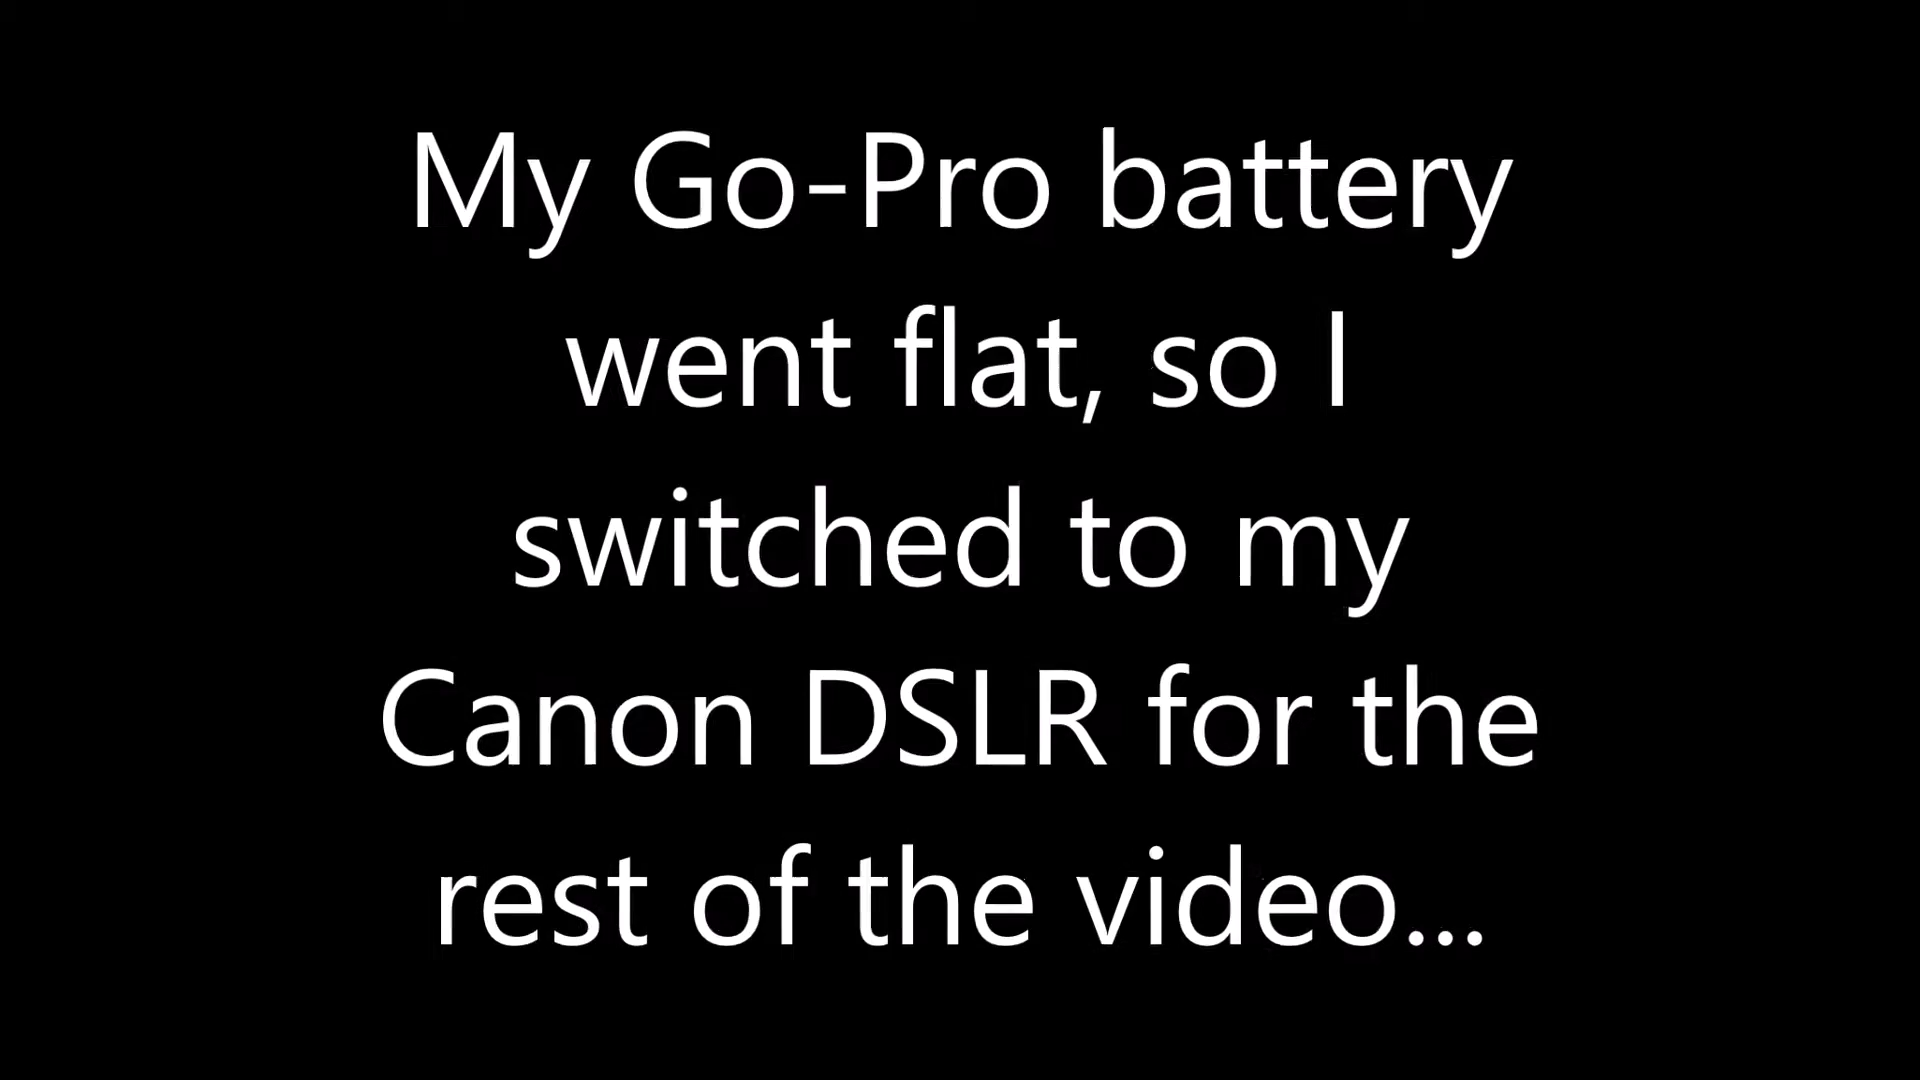 My Go-Pro battery
went flat, so I
switched to my
Canon DSLR for the
rest of the video...